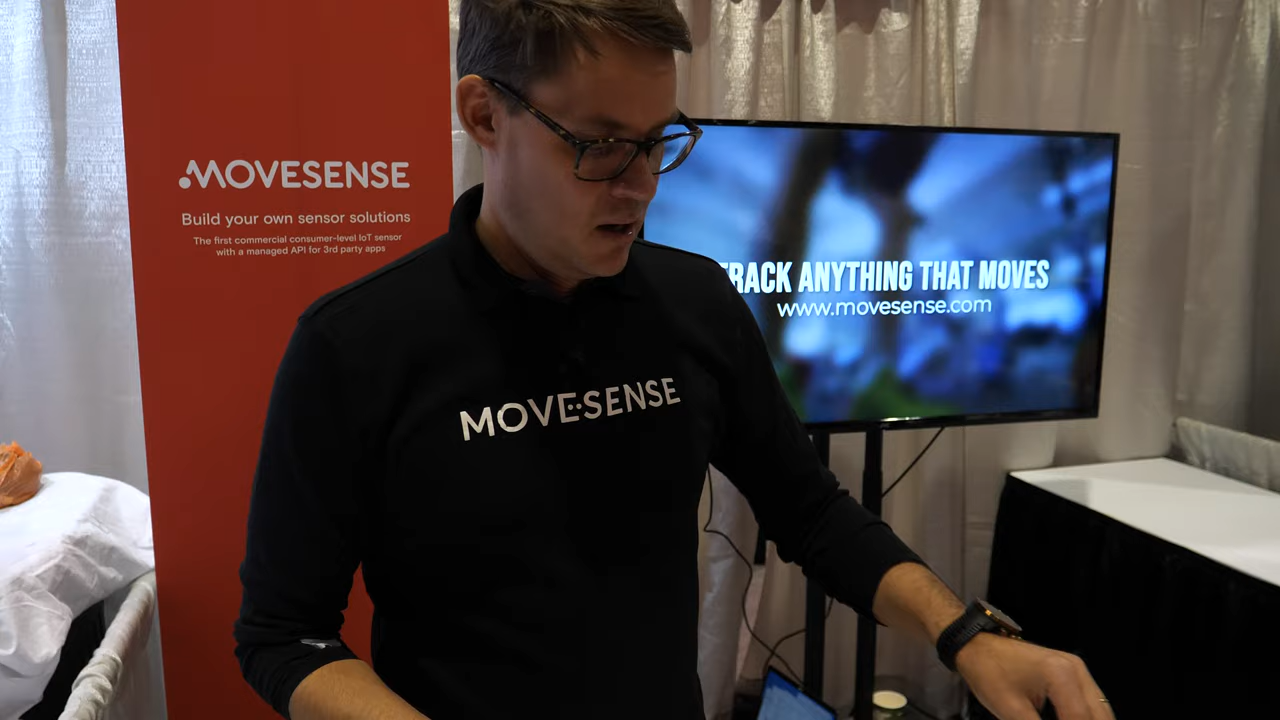 MOVESENSE
Build your own sensor solutions
The first commercial consumer-level IoT sensor
with a managed API for 3rd party apps
TRACK ANYTHING THAT MOVES
www.movesense.com
MOVESENSE